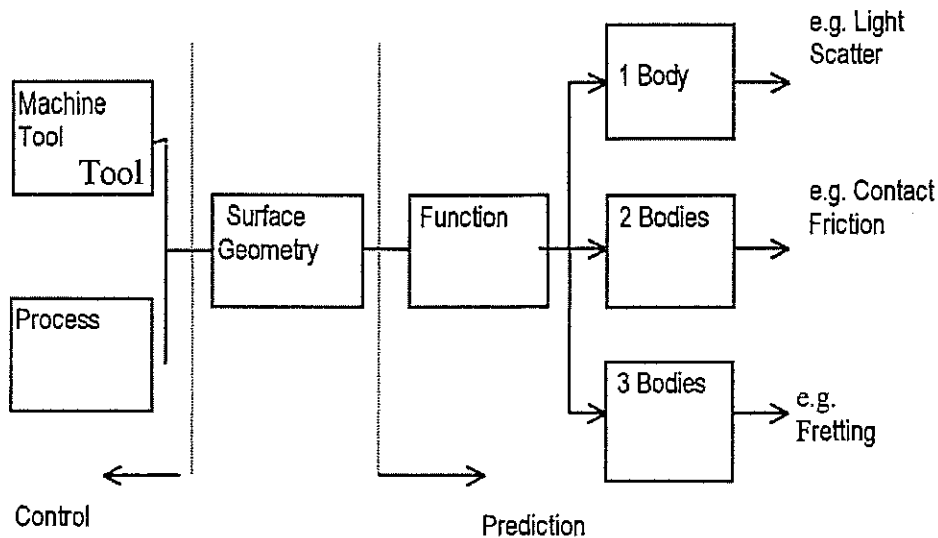 Machine
Tool
Tool
Process
Surface
Geometry
Function
1 Body
2 Bodies
3 Bodies
e.g. Light
Scatter
e.g. Contact
Friction
e.g.
Fretting
Control
Prediction